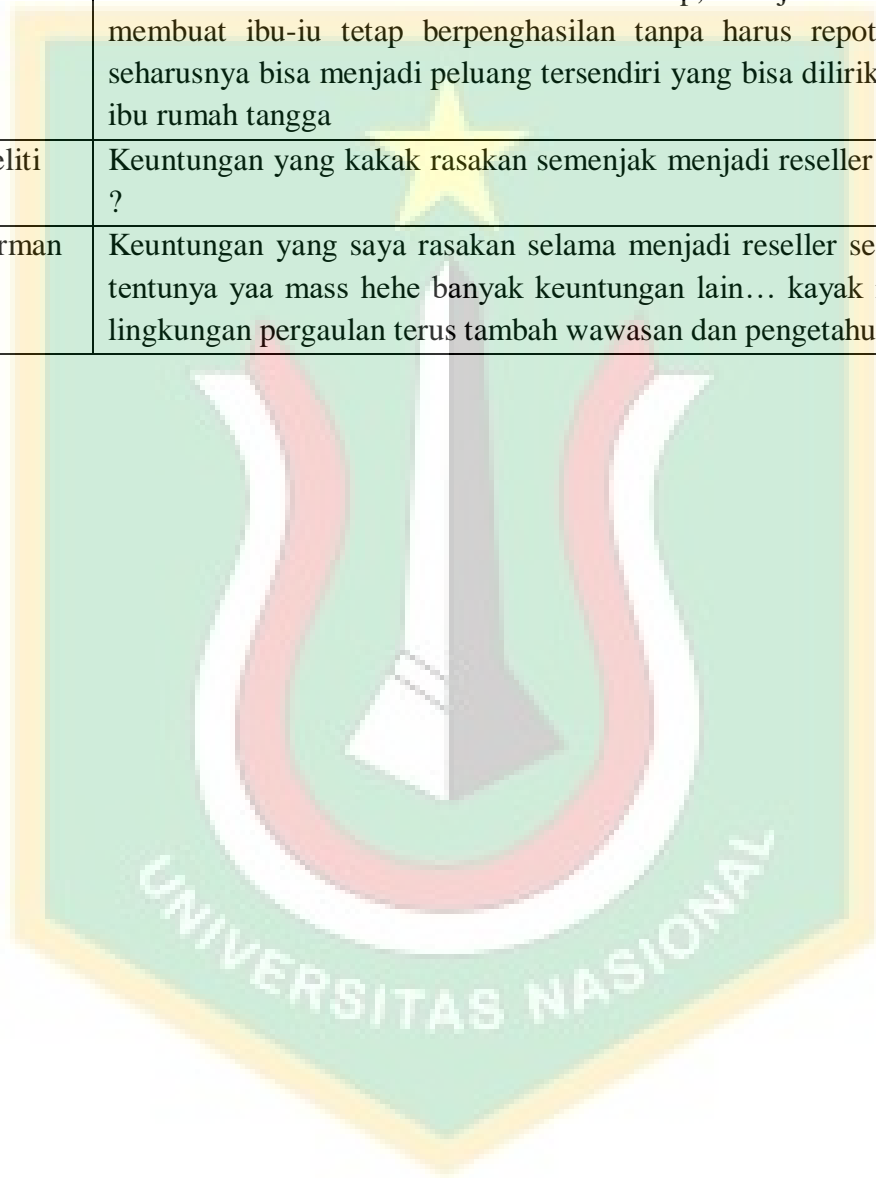 membuat ibu-iu tetap berpenghasilan tanpa harus repot
seharusnya bisa menjadi peluang tersendiri yang bisa dilirik
ibu rumah tangga
eliti Keuntungan yang kakak rasakan semenjak menjadi reseller
?
rman Keuntungan yang saya rasakan selama menjadi reseller se
tentunya yaa mass hehe banyak keuntungan lain… kayak
lingkungan pergaulan terus tambah wawasan dan pengetahu
UNIVERSITAS NASIONAL